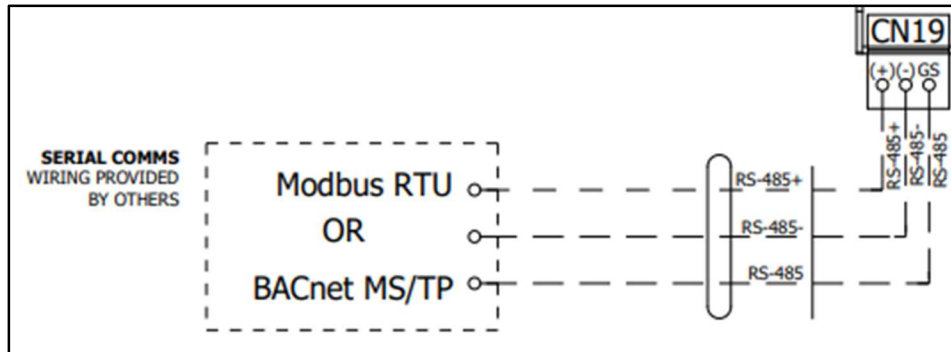 CN19
(+)(-) GS
RS-485+
RS-485-
RS-485
SERIAL COMMS
WIRING PROVIDED
BY OTHERS
Modbus RTU
OR
BACnet MS/TP
RS-485+
RS-485-
RS-485